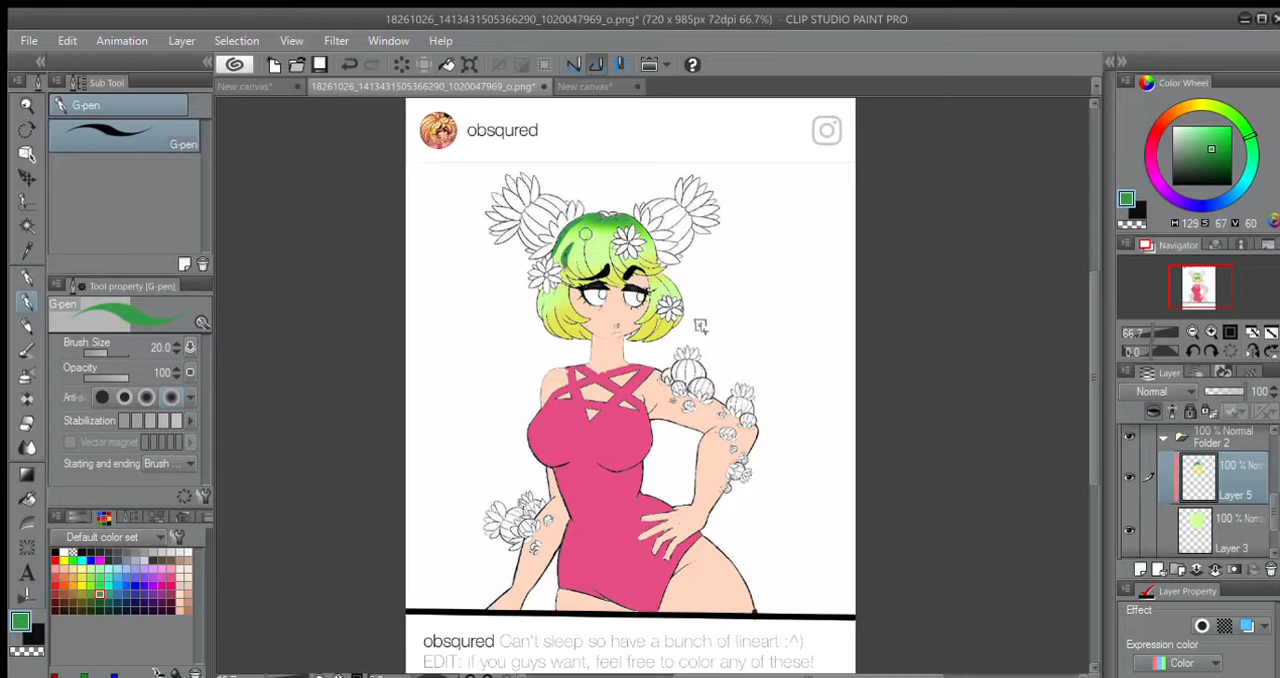 18261026_1413431505366290_1020047969_o.png* (720 x 985px 72dpi 66.7%) - CLIP STUDIO PAINT PRO
File Edit Animation Layer Selection View Filter Window Help
Sub Tool
New canvas* 18261026_1413431505366290_1020047969_o.png* New canvas*
Color Wheel
G-pen
G-pen
obsqured
H 129 S 67 V 60
Navigator
Tool property [G-pen]
G-pen
66.7
Brush Size 20.0
0.0
Opacity 100
Layer
Normal 100
Stabilization
100 % Normal
Folder 2
Vector magnet
Starting and ending Brush ...
100 % Nor
Layer 5
100 % Nor
Default color set
Layer 3
A
Layer Property
Effect
obsqured Can't sleep so have a bunch of lineart :^)
EDIT: if you guys want, feel free to color any of these!
Expression color
Color